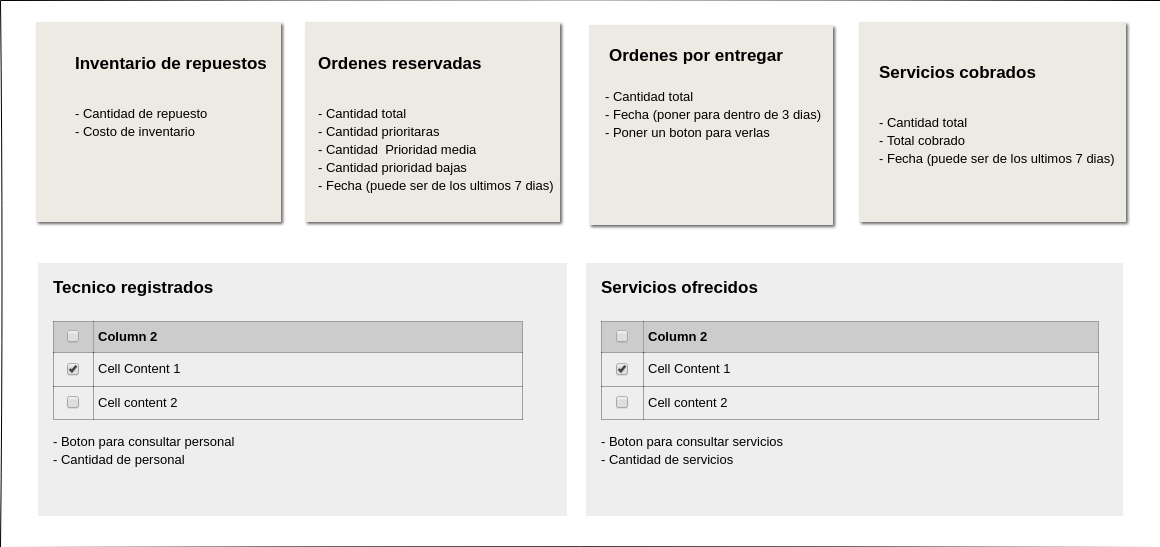 Inventario de repuestos
- Cantidad de repuesto
- Costo de inventario
Ordenes reservadas
- Cantidad total
- Cantidad prioritaras
- Cantidad  Prioridad media
- Cantidad prioridad bajas
- Fecha (puede ser de los ultimos 7 dias)
Ordenes por entregar
- Cantidad total
- Fecha (poner para dentro de 3 dias)
- Poner un boton para verlas
Servicios cobrados
- Cantidad total
- Total cobrado
- Fecha (puede ser de los ultimos 7 dias)
Tecnico registrados
Column 2
Cell Content 1
Cell content 2
- Boton para consultar personal
- Cantidad de personal
Servicios ofrecidos
Column 2
Cell Content 1
Cell content 2
- Boton para consultar servicios
- Cantidad de servicios